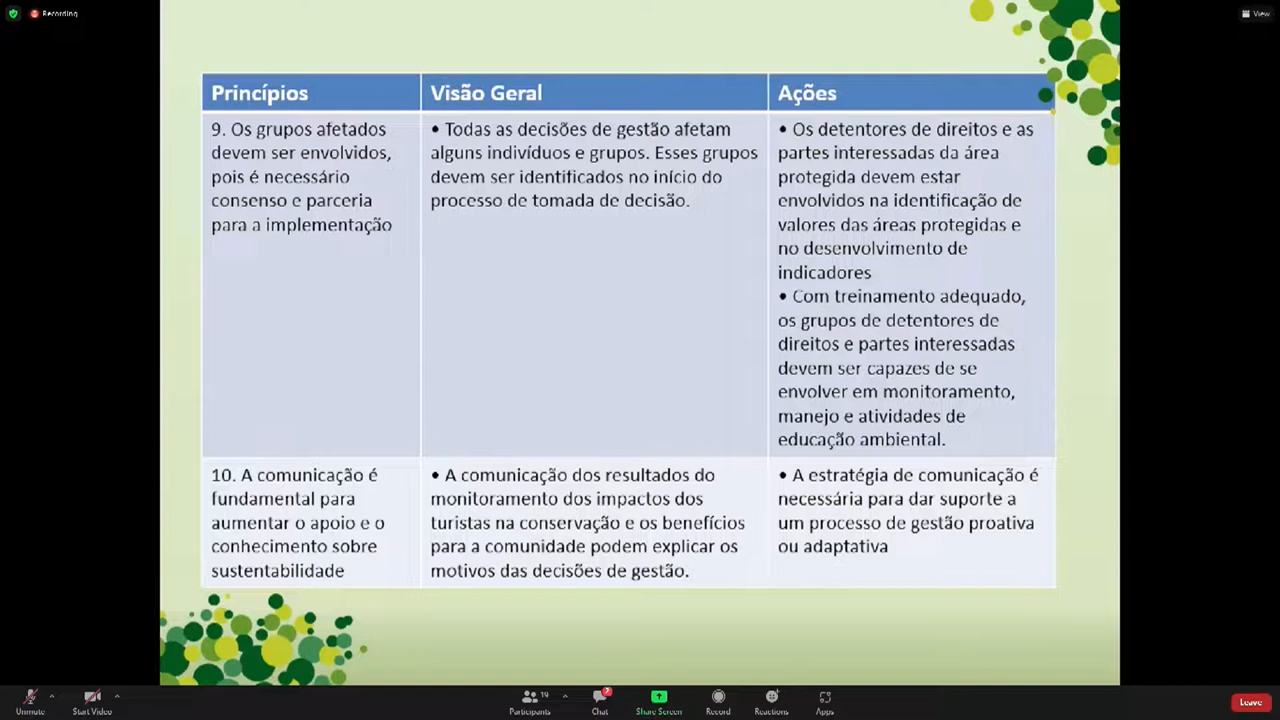 Recording
View
Princípios
Visão Geral
Ações
9. Os grupos afetados
devem ser envolvidos,
pois é necessário
consenso e parceria
para a implementação
• Todas as decisões de gestão afetam
alguns indivíduos e grupos. Esses grupos
devem ser identificados no início do
processo de tomada de decisão.
• Os detentores de direitos e as
partes interessadas da área
protegida devem estar
envolvidos na identificação de
valores das áreas protegidas e
no desenvolvimento de
indicadores
• Com treinamento adequado,
os grupos de detentores de
direitos e partes interessadas
devem ser capazes de se
envolver em monitoramento,
manejo e atividades de
educação ambiental.
10. A comunicação é
fundamental para
aumentar o apoio e o
conhecimento sobre
sustentabilidade
• A comunicação dos resultados do
monitoramento dos impactos dos
turistas na conservação e os benefícios
para a comunidade podem explicar os
motivos das decisões de gestão.
• A estratégia de comunicação é
necessária para dar suporte a
um processo de gestão proativa
ou adaptativa
Unmute
Start Video
Participants
19
Chat
7
Share Screen
Record
Reactions
Apps
Leave